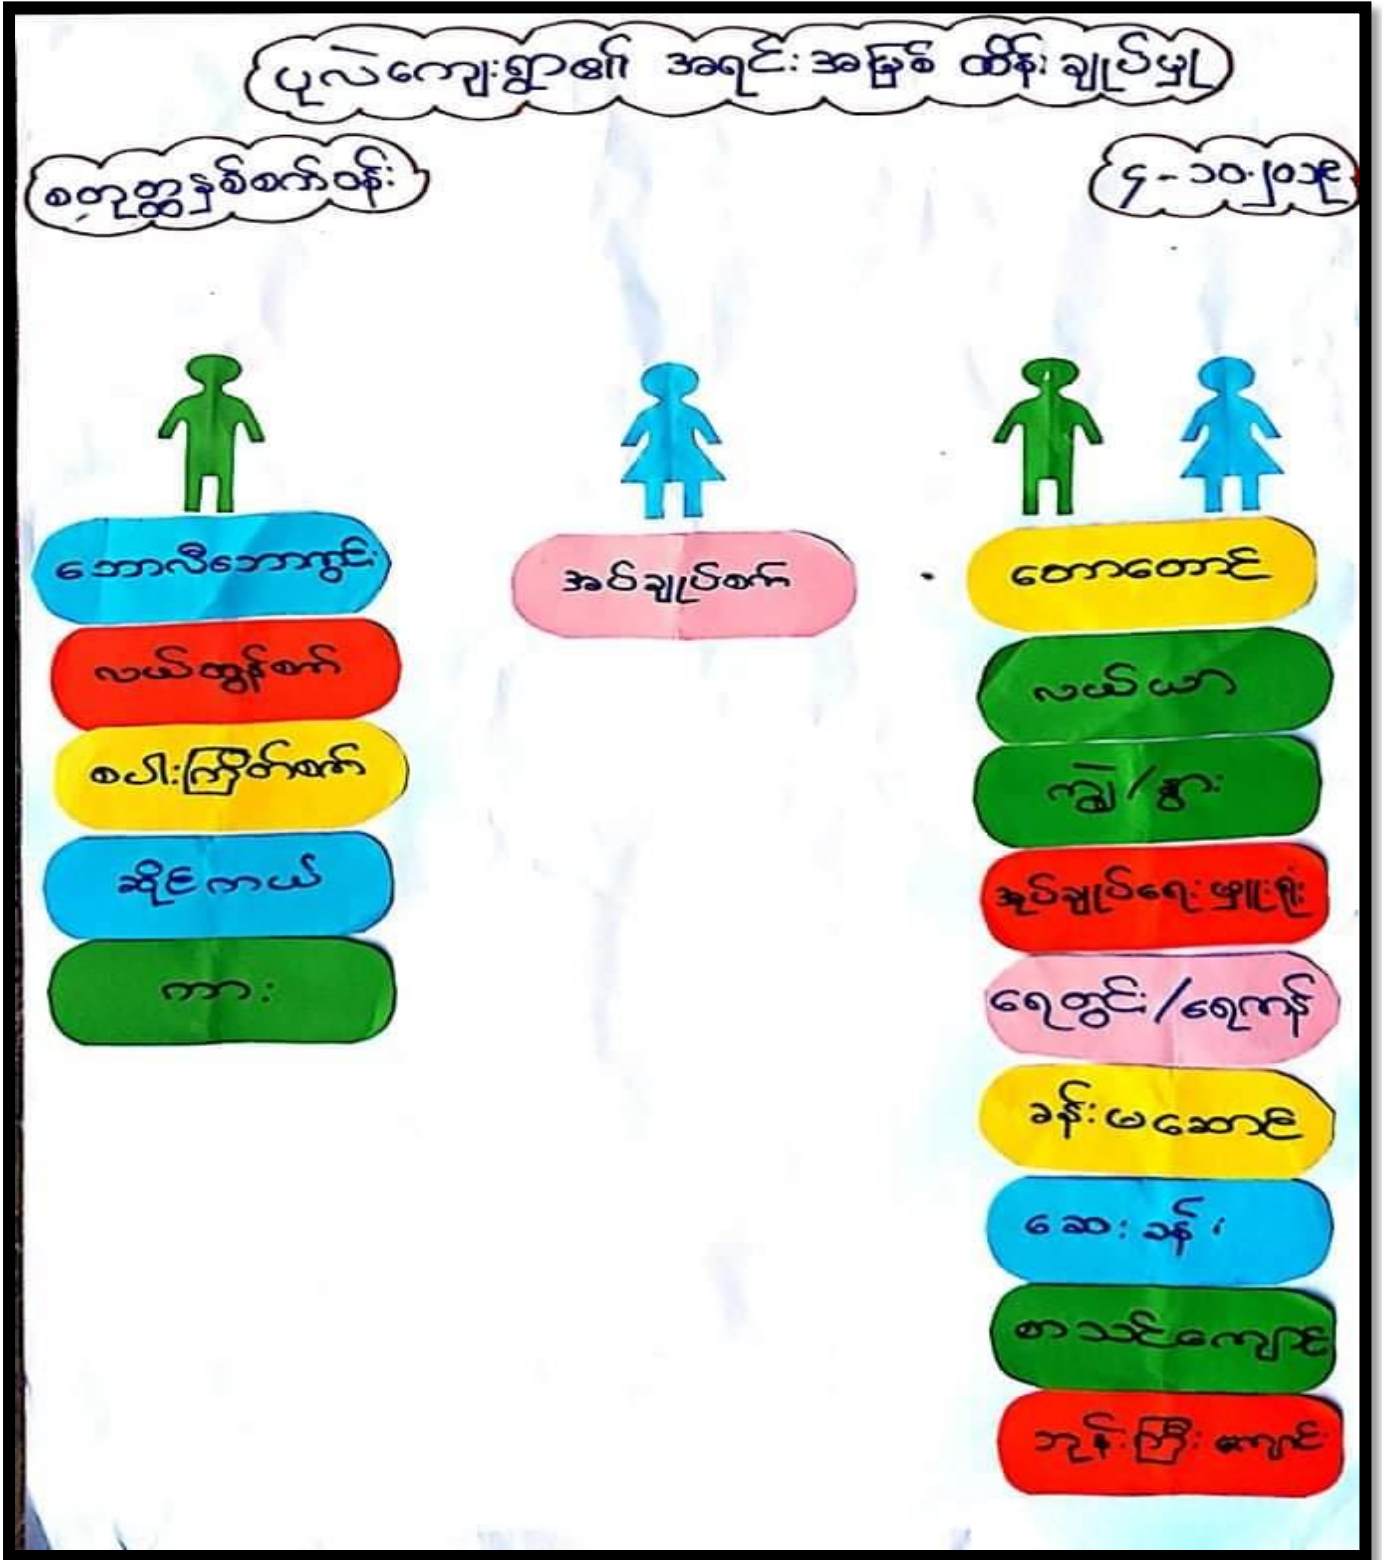 ပုလဲကျေးရွာ၏ အရင်းအမြစ် ထိန်းချုပ်မှု
စတုတ္ထနှစ်စက်ဝန်း
၄-၁၀-၂၀၁၉
ဘောလီဘောကွင်း
လယ်ထွန်စက်
စပါးကြိတ်စက်
ဆိုင်ကယ်
ကား
အပ်ချုပ်စက်
တောတောင်
လယ်ယာ
ကျွဲ/နွား
အုပ်ချုပ်ရေးမှူးရုံး
ရေတွင်း/ရေကန်
ခန်းမဆောင်
ဆေးခန်း
စာသင်ကျောင်း
ဘုန်းကြီးကျောင်း